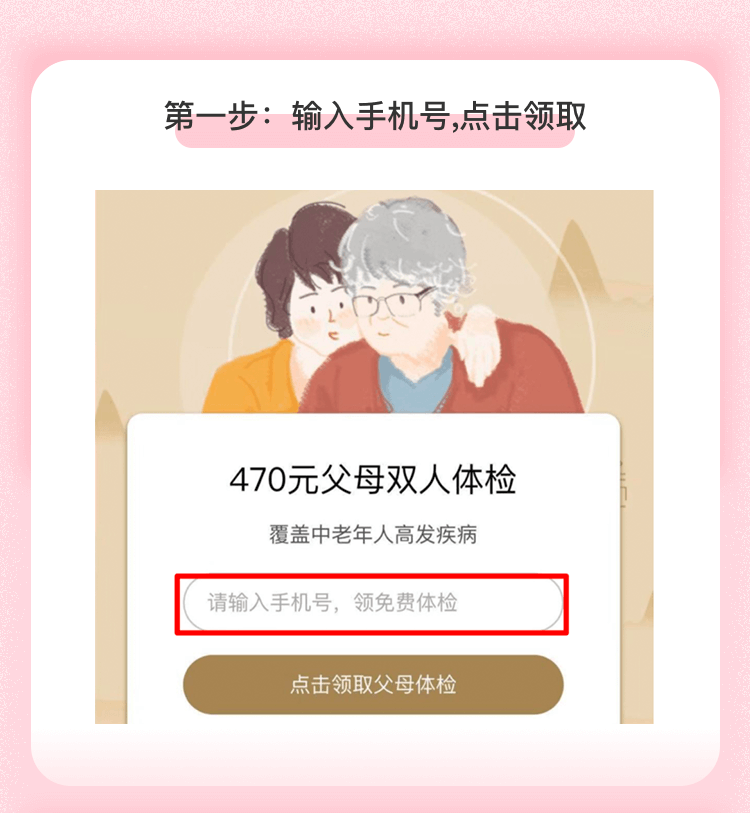 第一步：输入手机号,点击领取
470元父母双人体检
覆盖中老年人高发疾病
请输入手机号，领免费体检
点击领取父母体检